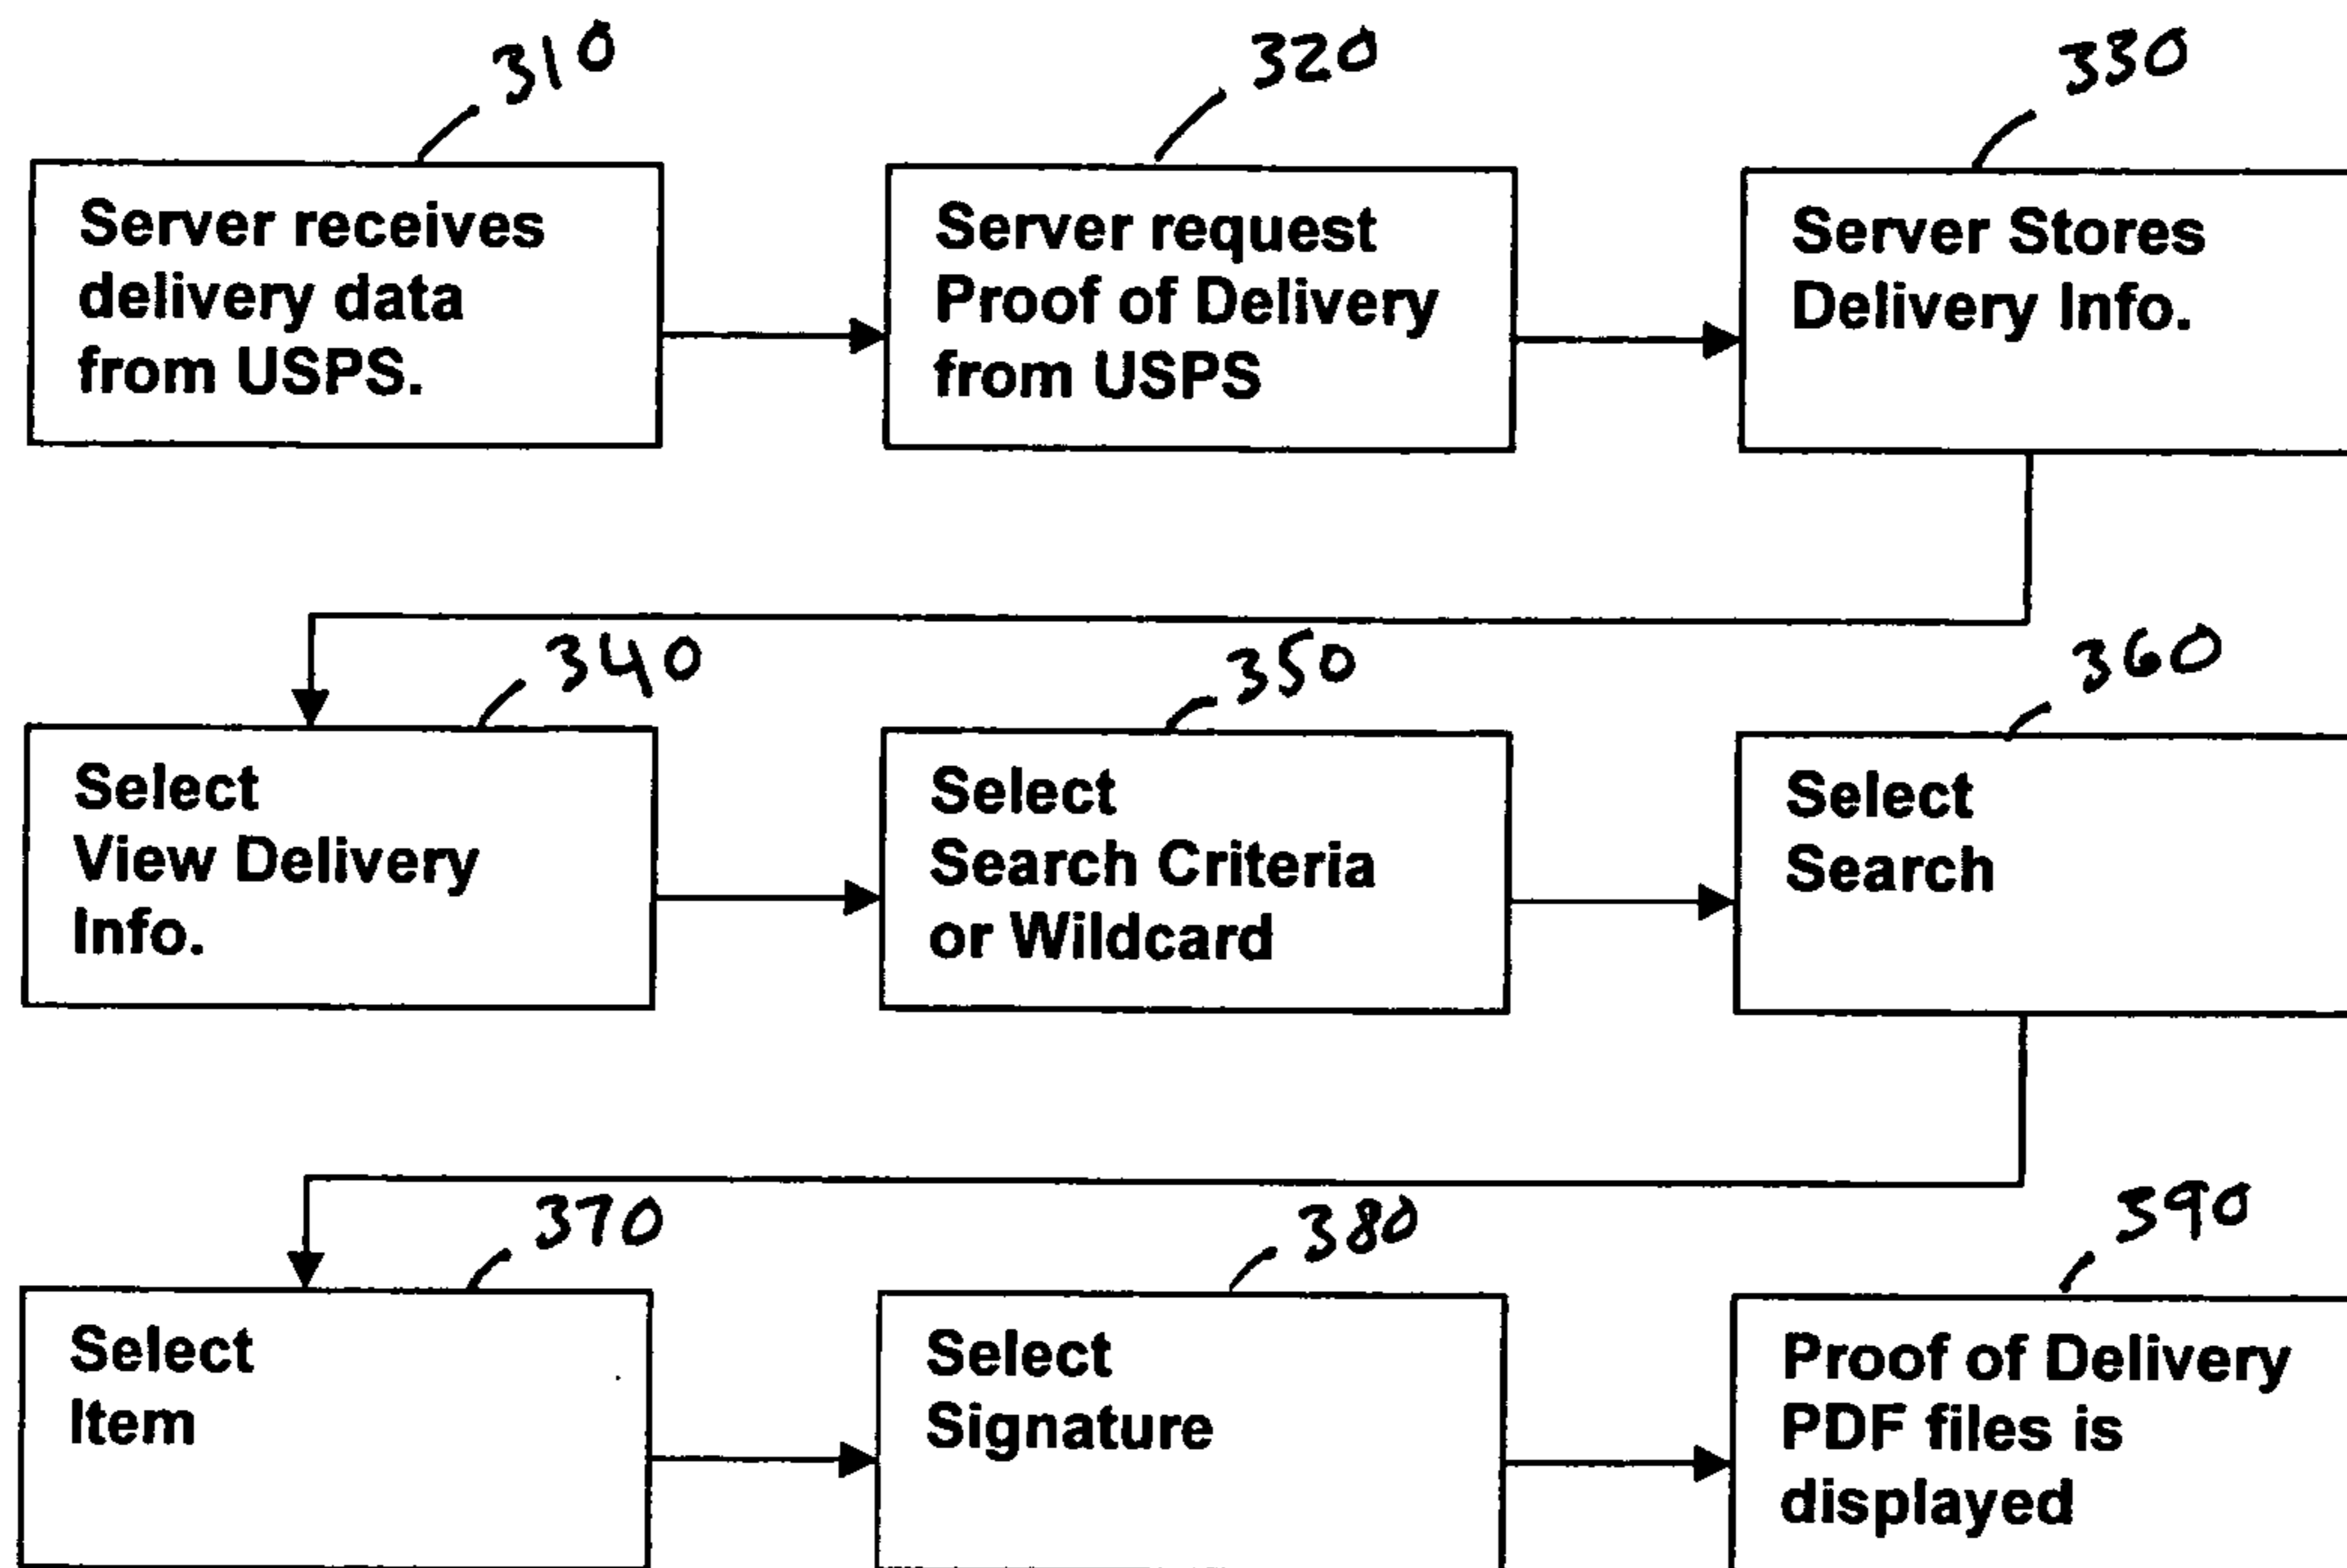 310
320
330
Server receives
delivery data
from USPS.
Server request
Proof of Delivery
from USPS
Server Stores
Delivery Info.
340
350
360
Select
View Delivery
Info.
Select
Search Criteria
or Wildcard
Select
Search
370
380
390
Select
Item
Select
Signature
Proof of Delivery
PDF files is
displayed